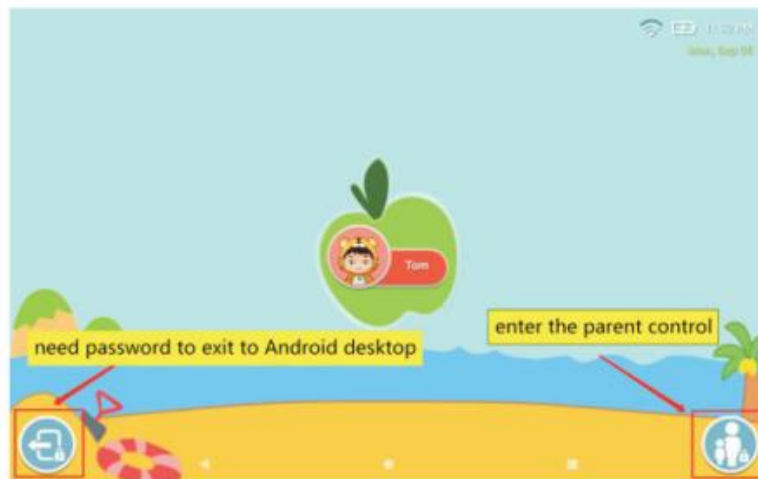 Tom
enter the parent control
need password to exit to Android desktop